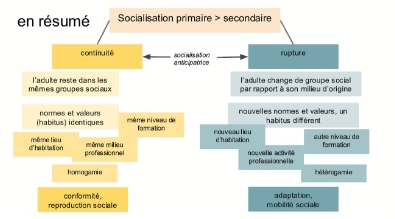 en résumé
Socialisation primaire > secondaire
continuité
socialisation
anticipatrice
rupture
l'adulte reste dans les
mêmes groupes sociaux
l'adulte change de groupe social
par rapport à son milieu d'origine
normes et valeurs
(habitus) identiques
nouvelles normes et valeurs, un
habitus différent
même niveau de
formation
même lieu
d'habitation
même milieu
professionnel
homogamie
nouveau lieu
d'habitation
autre niveau de
formation
nouvelle activité
professionnelle
hétérogamie
conformité,
reproduction sociale
adaptation,
mobilité sociale